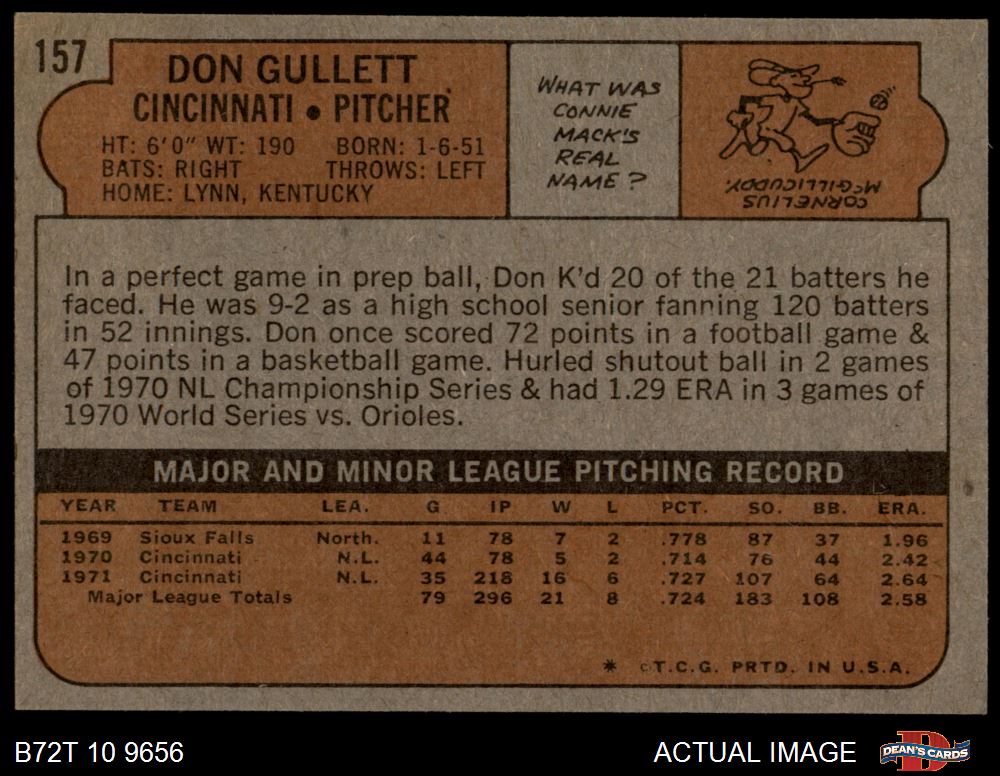 157
DON GULLETT
CINCINNATI • PITCHER
HT: 6'0" WT: 190 BORN: 1-6-51
BATS: RIGHT THROWS: LEFT
HOME: LYNN, KENTUCKY
WHAT WAS
CONNIE
MACK'S
REAL
NAME?
CORNELIUS
McGILLICUDDY.
In a perfect game in prep ball, Don K'd 20 of the 21 batters he
faced. He was 9-2 as a high school senior fanning 120 batters
in 52 innings. Don once scored 72 points in a football game &
47 points in a basketball game. Hurled shutout ball in 2 games
of 1970 NL Championship Series & had 1.29 ERA in 3 games of
1970 World Series vs. Orioles.
MAJOR AND MINOR LEAGUE PITCHING RECORD
YEAR TEAM LEA. G IP W L PCT. SO. BB. ERA.
1969 Sioux Falls North. 11 78 7 2 .778 87 37 1.96
1970 Cincinnati N.L. 44 78 5 2 .714 76 44 2.42
1971 Cincinnati N.L. 35 218 16 6 .727 107 64 2.64
Major League Totals 79 296 21 8 .724 183 108 2.58
* ©T.C.G. PRTD. IN U.S.A.
B72T 10 9656
ACTUAL IMAGE
DEAN'S CARDS